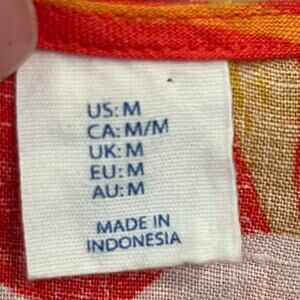 US: M
CA: M/M
UK: M
EU: M
AU: M
MADE IN
INDONESIA